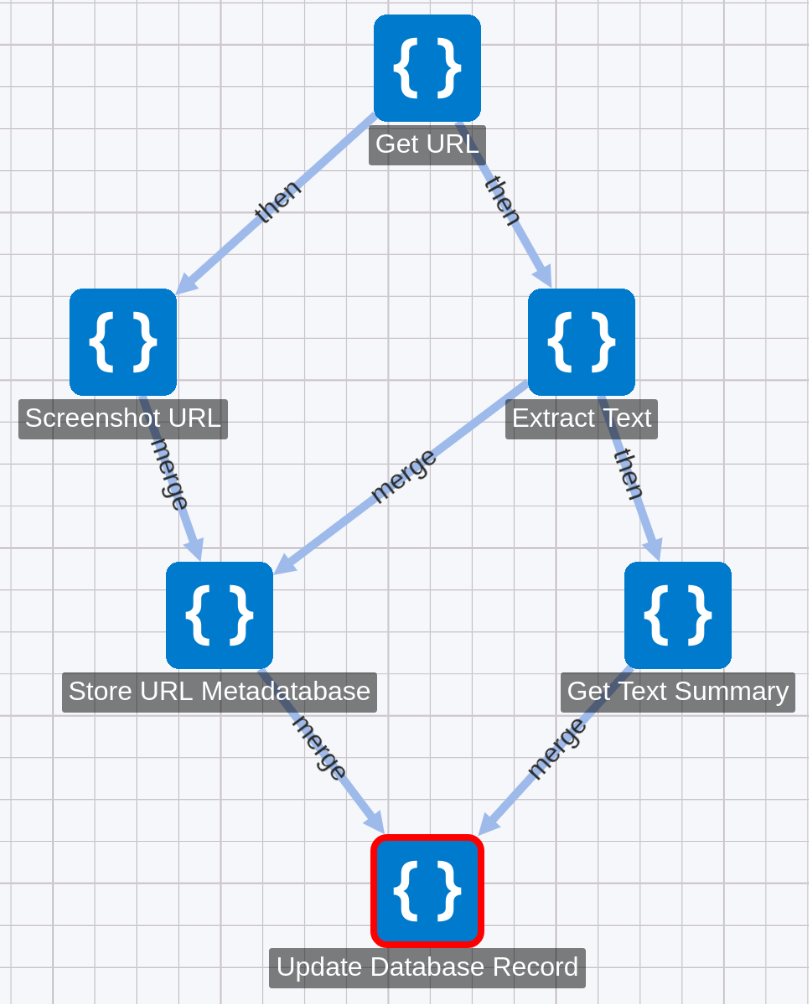 {}
Get URL
then
then
{}
{}
Screenshot URL
Extract Text
merge
merge
then
{}
{}
Store URL Metadatabase
Get Text Summary
merge
merge
{}
Update Database Record